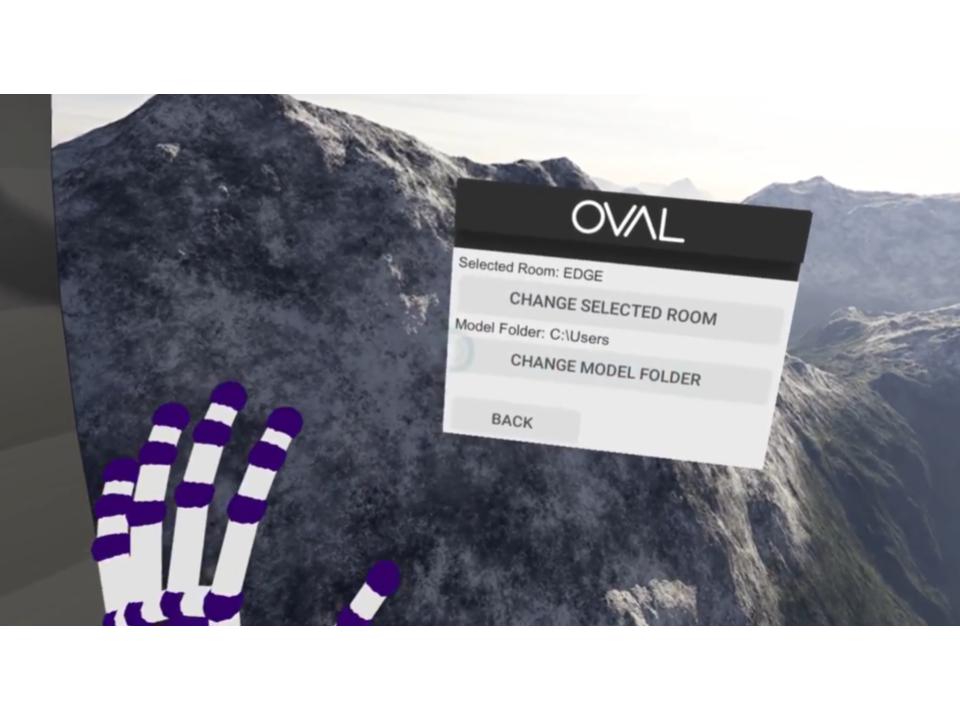 OVAL
Selected Room: EDGE
CHANGE SELECTED ROOM
Model Folder: C:\Users
CHANGE MODEL FOLDER
BACK